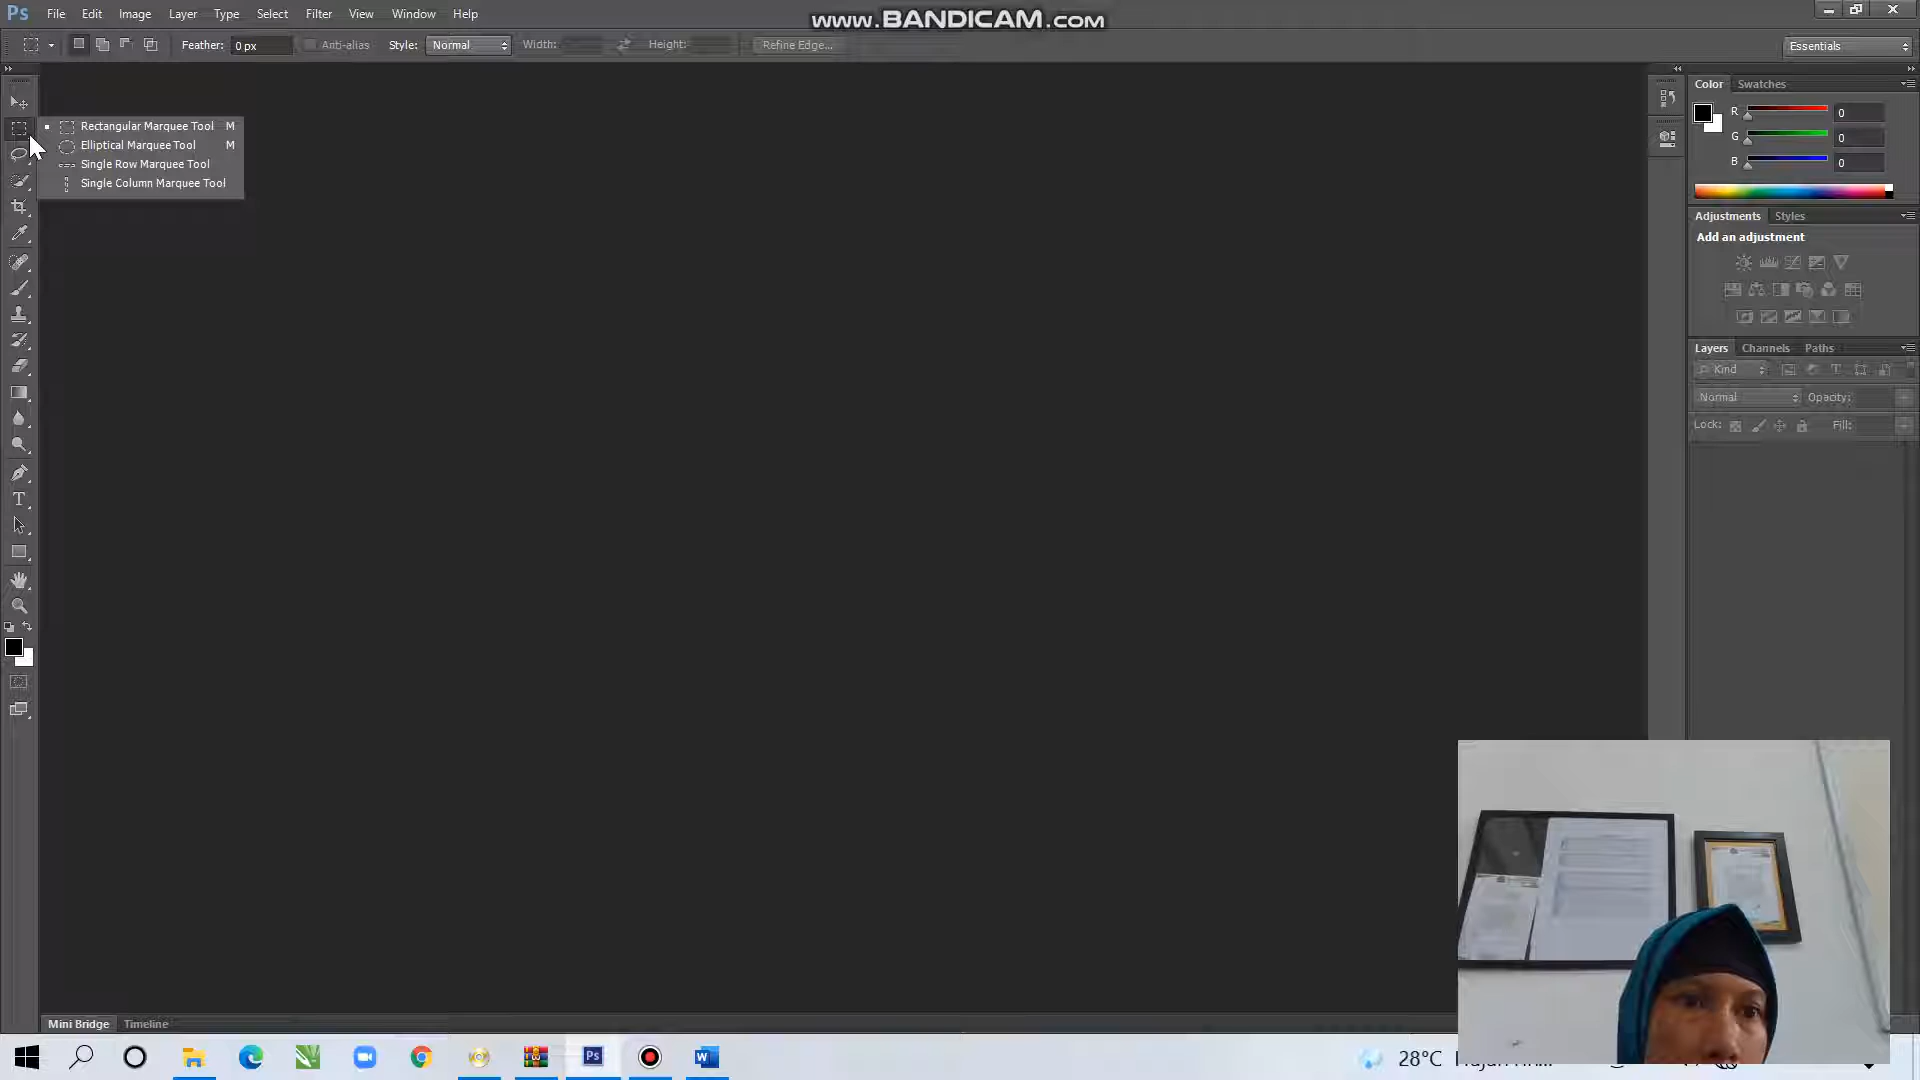 Ps File Edit Image Layer Type Select Filter View Window Help
www.BANDICAM.com
Feather: 0 px Anti-alias Style: Normal Width: Height: Refine Edge...
Essentials
Rectangular Marquee Tool M
Elliptical Marquee Tool M
Single Row Marquee Tool
Single Column Marquee Tool
Color Swatches
R 0
G 0
B 0
Adjustments Styles
Add an adjustment
Layers Channels Paths
Kind
Normal Opacity:
Lock: Fill:
T
Mini Bridge Timeline
Ps
W
28°C